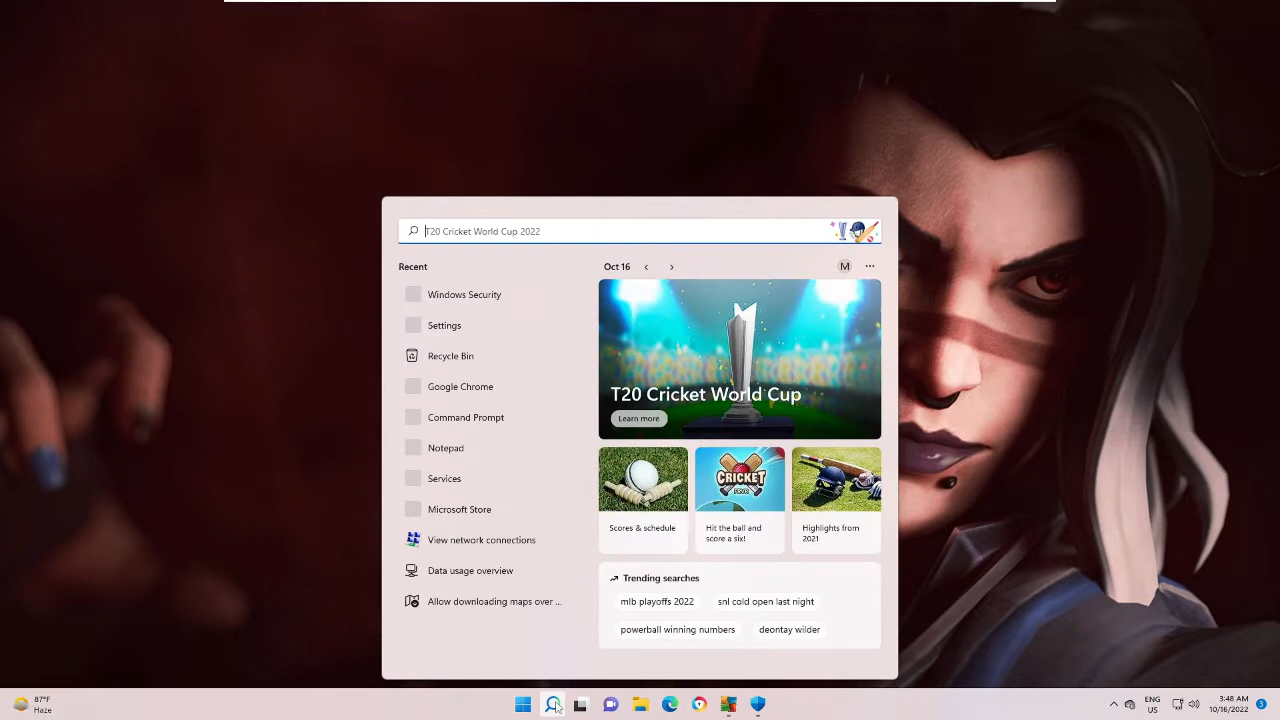 T20 Cricket World Cup 2022
Recent
Windows Security
Settings
Recycle Bin
Google Chrome
Command Prompt
Notepad
Services
Microsoft Store
View network connections
Data usage overview
Allow downloading maps over ...
Oct 16
M
T20 Cricket World Cup
Learn more
CRICKET
Scores & schedule
Hit the ball and
score a six!
Highlights from
2021
Trending searches
mlb playoffs 2022
snl cold open last night
powerball winning numbers
deontay wilder
87°F
Haze
ENG
US
3:48 AM
10/16/2022
3